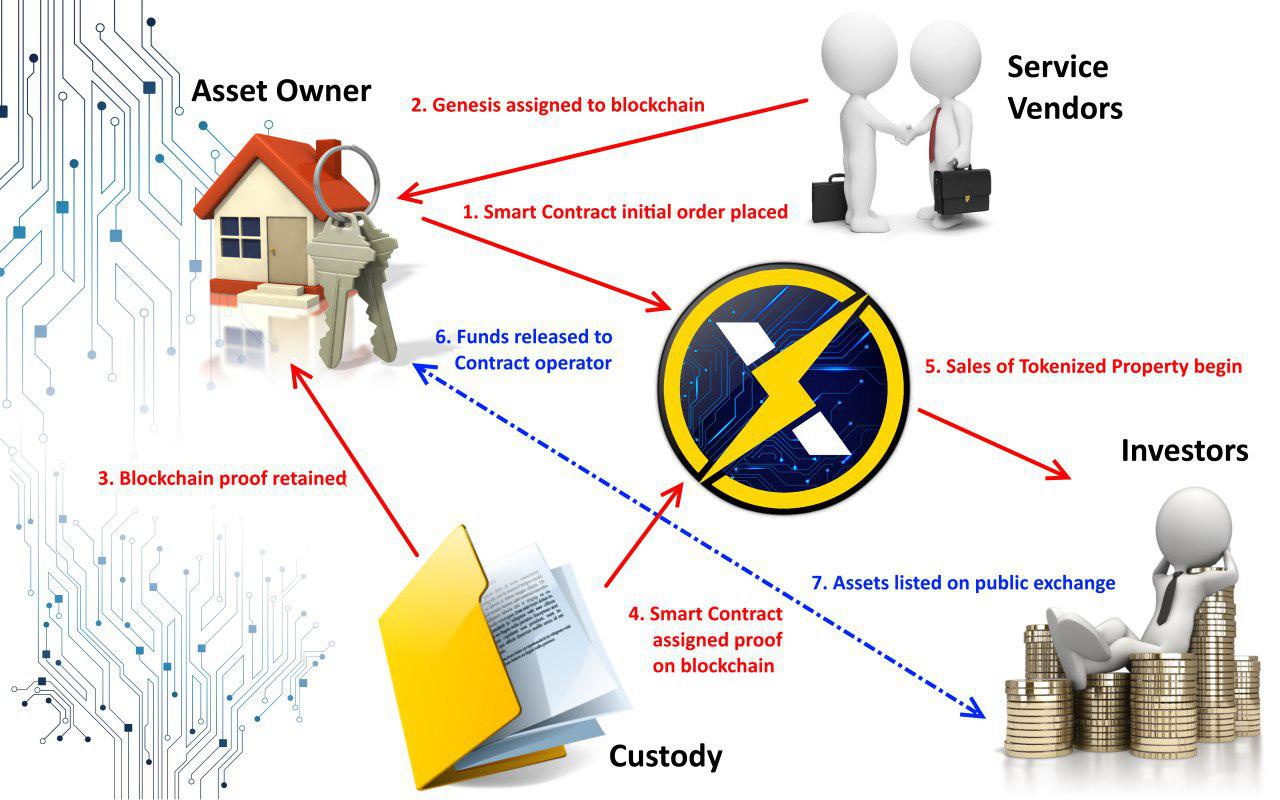 Asset Owner
Service
Vendors
2. Genesis assigned to blockchain
1. Smart Contract initial order placed
6. Funds released to
Contract operator
5. Sales of Tokenized Property begin
Investors
3. Blockchain proof retained
7. Assets listed on public exchange
4. Smart Contract
assigned proof
on blockchain
Custody